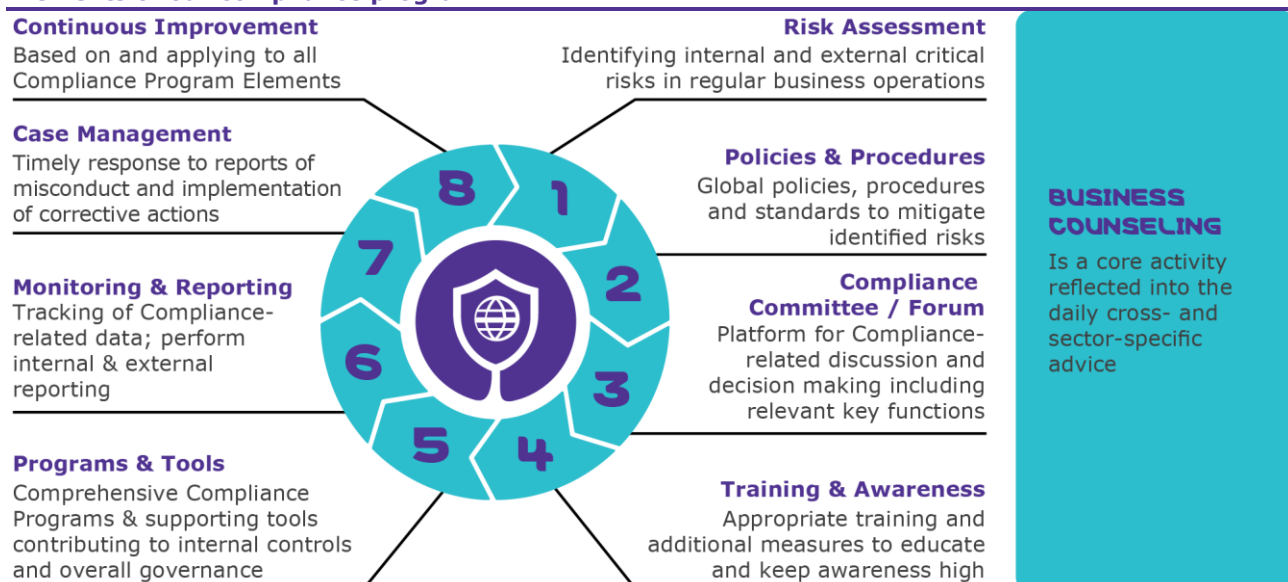 Continuous Improvement
Based on and applying to all
Compliance Program Elements
Case Management
Timely response to reports of
misconduct and implementation
of corrective actions
Monitoring & Reporting
Tracking of Compliance-
related data; perform
internal & external
reporting
Programs & Tools
Comprehensive Compliance
Programs & supporting tools
contributing to internal controls
and overall governance
8
1
7
2
6
3
5
4
Risk Assessment
Identifying internal and external critical
risks in regular business operations
Policies & Procedures
Global policies, procedures
and standards to mitigate
identified risks
Compliance
Committee / Forum
Platform for Compliance-
related discussion and
decision making including
relevant key functions
Training & Awareness
Appropriate training and
additional measures to educate
and keep awareness high
BUSINESS
COUNSELING
Is a core activity
reflected into the
daily cross- and
sector-specific
advice